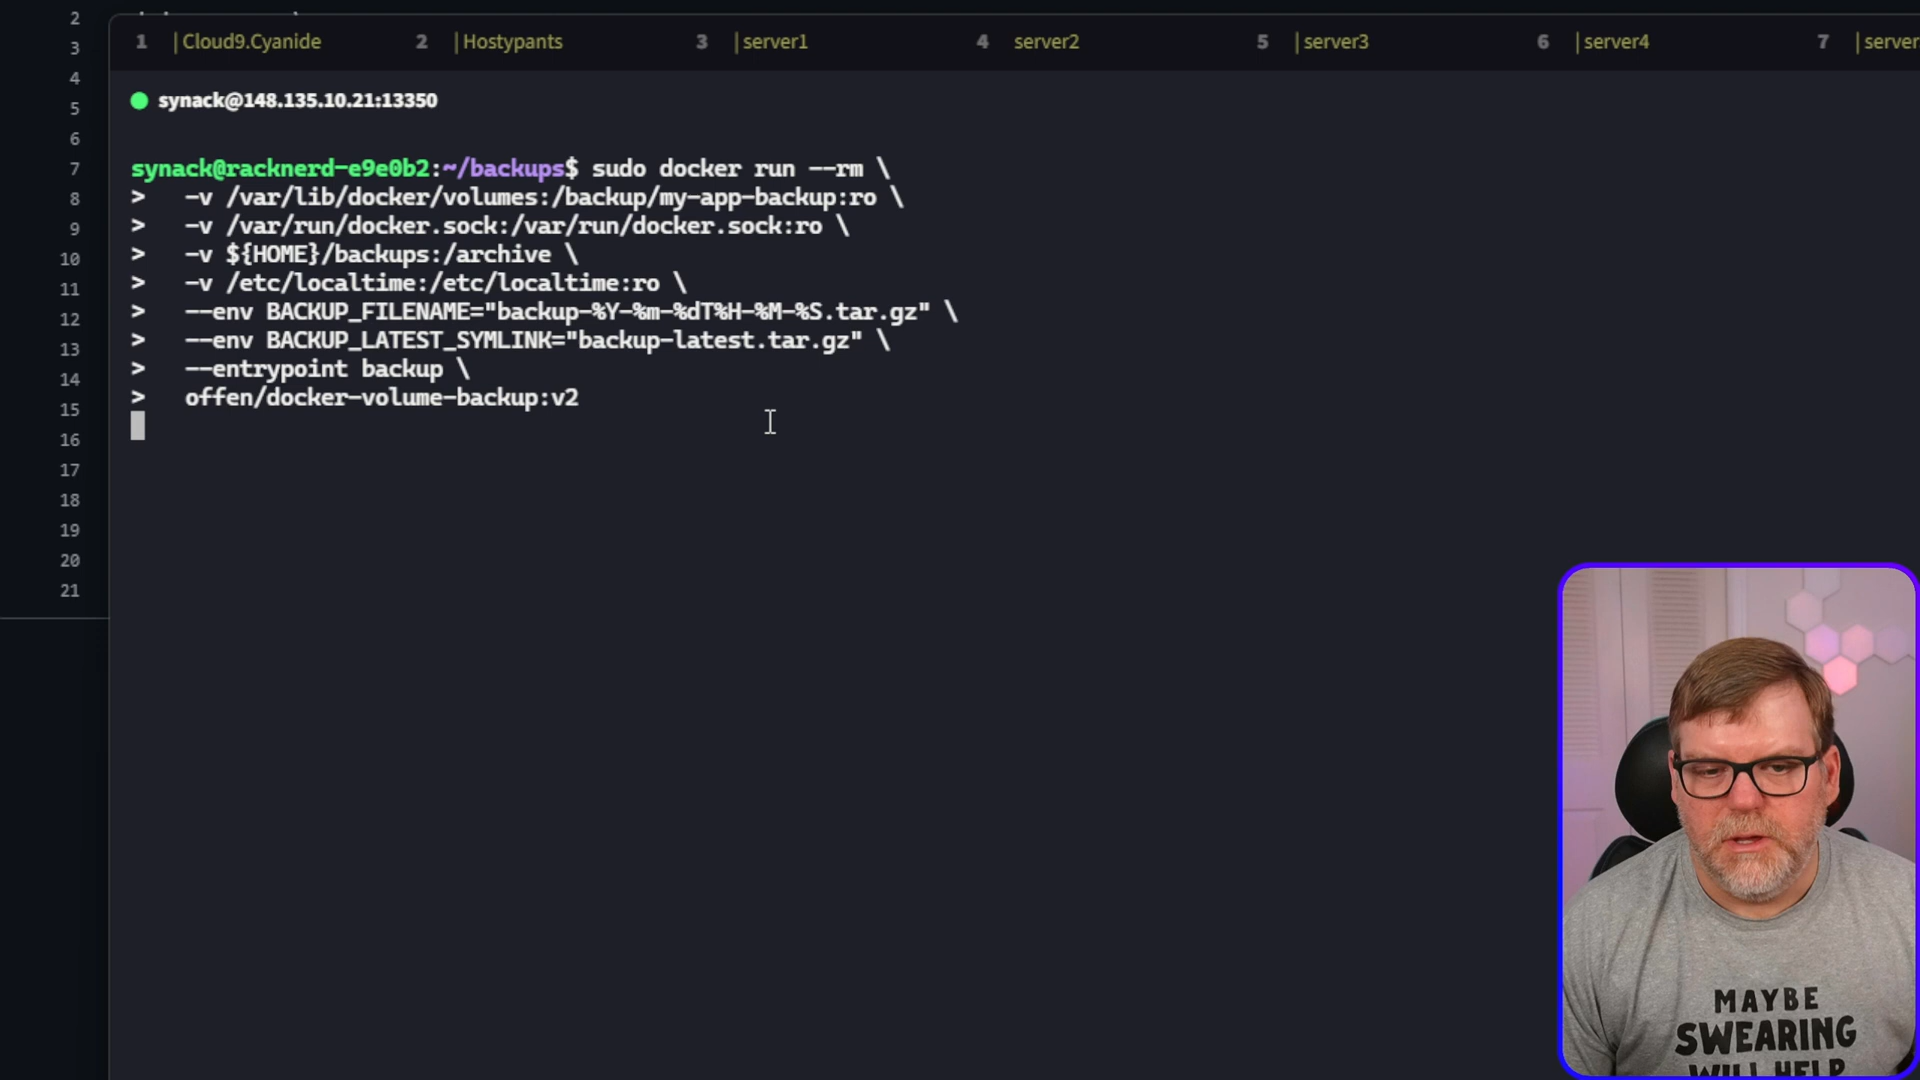 1 |Cloud9.Cyanide 2 |Hostypants 3 |server1 4 server2 5 |server3 6 |server4 7 |server
synack@148.135.10.21:13350
synack@racknerd-e9e0b2:~/backups$ sudo docker run --rm \
> -v /var/lib/docker/volumes:/backup/my-app-backup:ro \
> -v /var/run/docker.sock:/var/run/docker.sock:ro \
> -v ${HOME}/backups:/archive \
> -v /etc/localtime:/etc/localtime:ro \
> --env BACKUP_FILENAME="backup-%Y-%m-%dT%H-%M-%S.tar.gz" \
> --env BACKUP_LATEST_SYMLINK="backup-latest.tar.gz" \
> --entrypoint backup \
> offen/docker-volume-backup:v2
2
3
4
5
6
7
8
9
10
11
12
13
14
15
16
17
18
19
20
21
MAYBE
SWEARING
WILL HELP